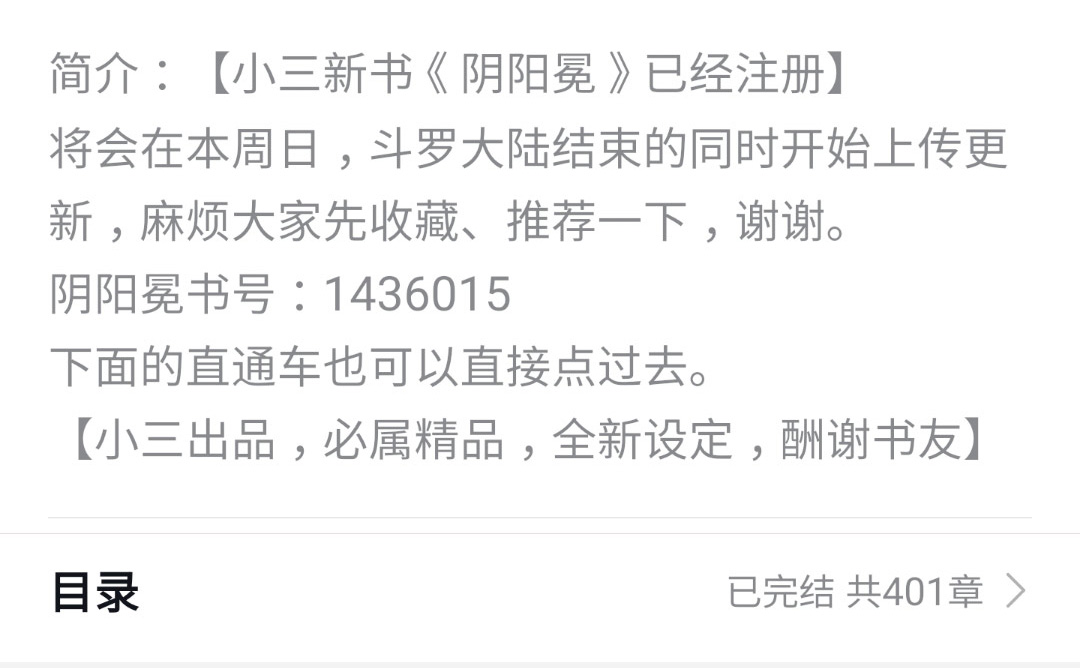 简介：【小三新书《阴阳冕》已经注册】
将会在本周日，斗罗大陆结束的同时开始上传更
新，麻烦大家先收藏、推荐一下，谢谢。
阴阳冕书号：1436015
下面的直通车也可以直接点过去。
【小三出品，必属精品，全新设定，酬谢书友】
目录
已完结 共401章